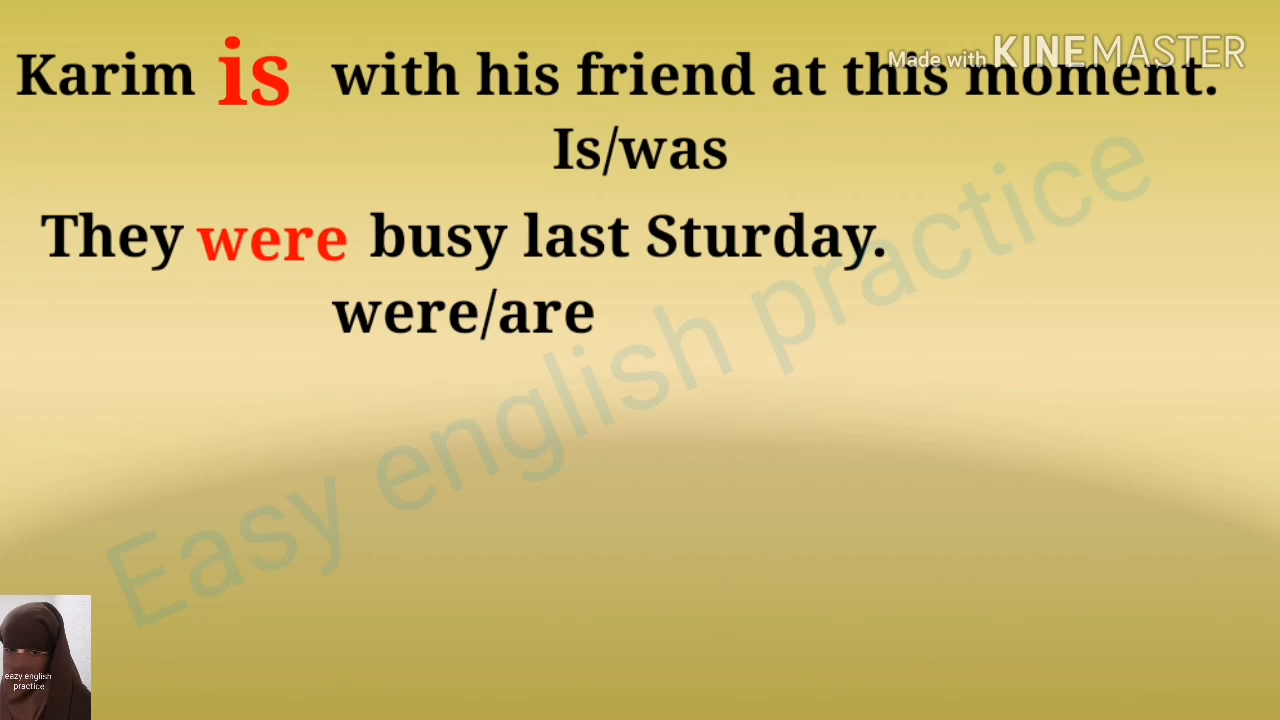 Karim is with his friend at this moment.
Made with KINEMASTER
Is/was
They were busy last Sturday.
were/are
Easy english practice
eazy english
practice